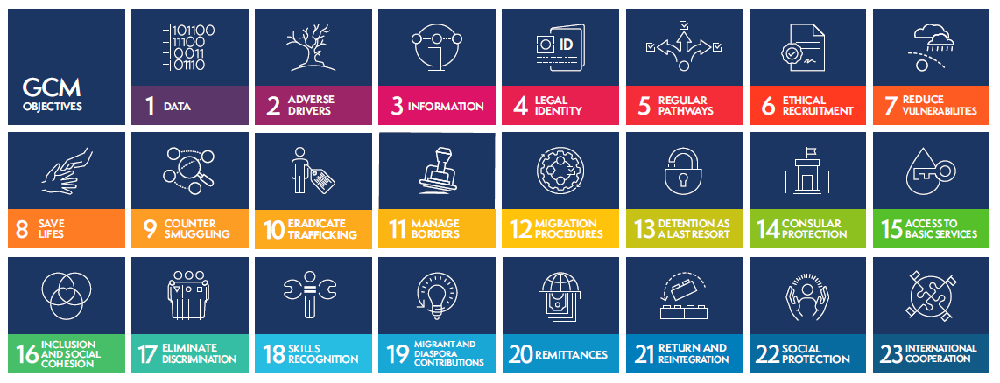 GCM
OBJECTIVES
101100
11100
0011
01110
1 DATA
2 ADVERSE
DRIVERS
3 INFORMATION
ID
4 LEGAL
IDENTITY
5 REGULAR
PATHWAYS
6 ETHICAL
RECRUITMENT
7 REDUCE
VULNERABILITIES
8 SAVE
LIFES
9 COUNTER
SMUGGLING
10 ERADICATE
TRAFFICKING
11 MANAGE
BORDERS
12 MIGRATION
PROCEDURES
13 DETENTION AS
A LAST RESORT
14 CONSULAR
PROTECTION
15 ACCESS TO
BASIC SERVICES
16 INCLUSION
AND SOCIAL
COHESION
17 ELIMINATE
DISCRIMINATION
18 SKILLS
RECOGNITION
19 MIGRANT AND
DIASPORA
CONTRIBUTIONS
20 REMITTANCES
21 RETURN AND
REINTEGRATION
22 SOCIAL
PROTECTION
23 INTERNATIONAL
COOPERATION